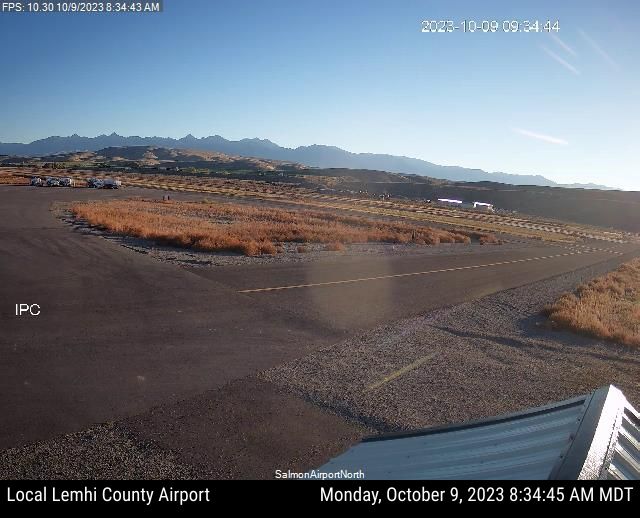 FPS: 10.30 10/9/2023 8:34:43 AM
2023-10-09 09:34:44
IPC
SalmonAirportNorth
Local Lemhi County Airport
Monday, October 9, 2023 8:34:45 AM MDT